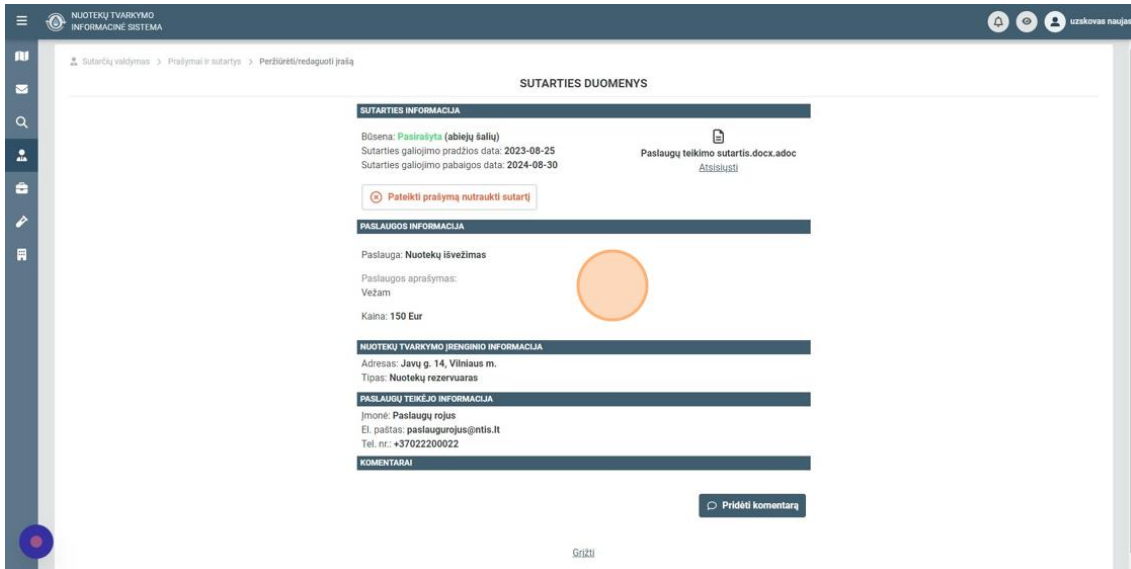 NUOTEKŲ TVARKYMO
INFORMACINĖ SISTEMA
uzskovas naujas
Sutarčių valdymas > Prašymai ir sutartys > Peržiūrėti/redaguoti įrašą
SUTARTIES DUOMENYS
SUTARTIES INFORMACIJA
Būsena: Pasirašyta (abiejų šalių)
Sutarties galiojimo pradžios data: 2023-08-25
Sutarties galiojimo pabaigos data: 2024-08-30
Paslaugų teikimo sutartis.docx.adoc
Atsisiųsti
Pateikti prašymą nutraukti sutartį
PASLAUGOS INFORMACIJA
Paslauga: Nuotekų išvežimas
Paslaugos aprašymas:
Vežam
Kaina: 150 Eur
NUOTEKŲ TVARKYMO ĮRENGINIO INFORMACIJA
Adresas: Javų g. 14, Vilniaus m.
Tipas: Nuotekų rezervuaras
PASLAUGŲ TEIKĖJO INFORMACIJA
Įmonė: Paslaugų rojus
El. paštas: paslaugurojus@ntis.lt
Tel. nr.: +37022200022
KOMENTARAI
Pridėti komentarą
Grįžti